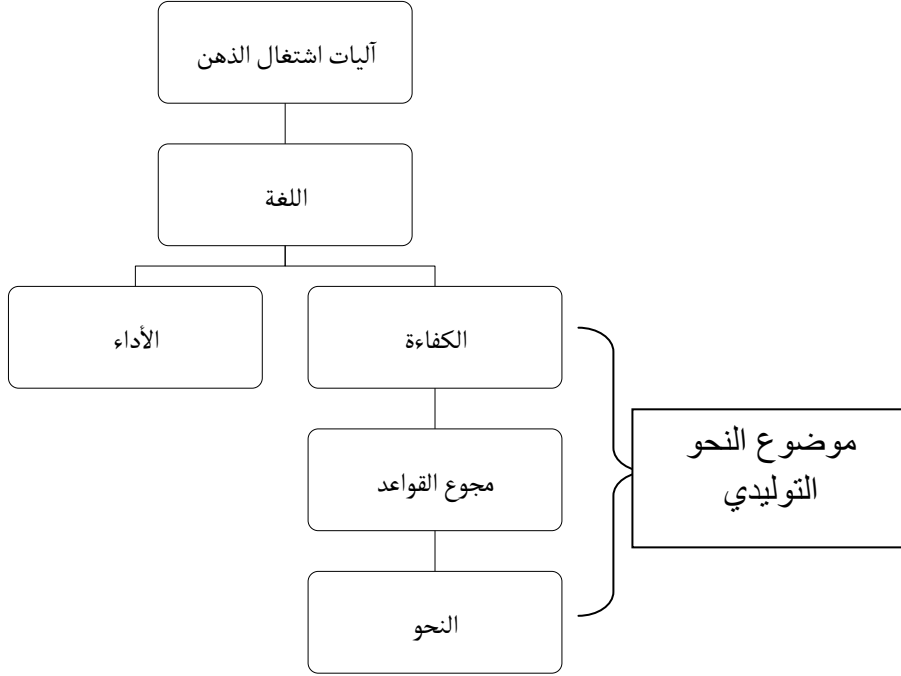 آليات اشتغال الذهن
اللغة
الكفاءة
الأداء
مجوع القواعد
النحو
موضوع النحو
التوليدي